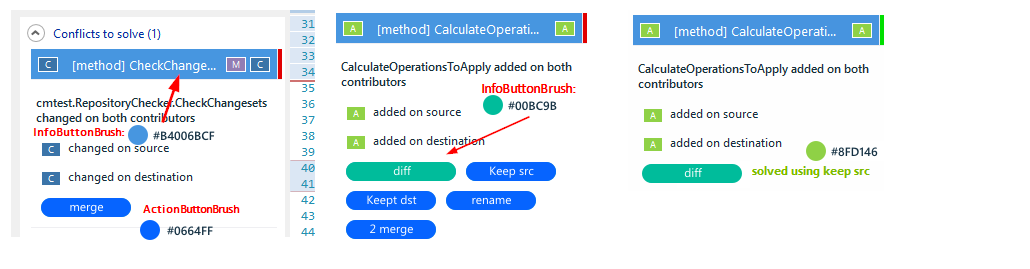 Conflicts to solve (1)
C [method] CheckChange... M C
cmtest.RepositoryChecker.CheckChangesets
changed on both contributors
InfoButtonBrush: #B4006BCF
C changed on source
C changed on destination
merge
ActionButtonBrush
#0664FF
31
32
33
34
35
36
37
38
39
40
41
42
43
44
A [method] CalculateOperati... A
CalculateOperationsToApply added on both
contributors
InfoButtonBrush:
#00BC9B
A added on source
A added on destination
diff Keep src
Keept dst rename
2 merge
A [method] CalculateOperati... A
CalculateOperationsToApply added on both
contributors
A added on source
A added on destination
#8FD146
diff
solved using keep src